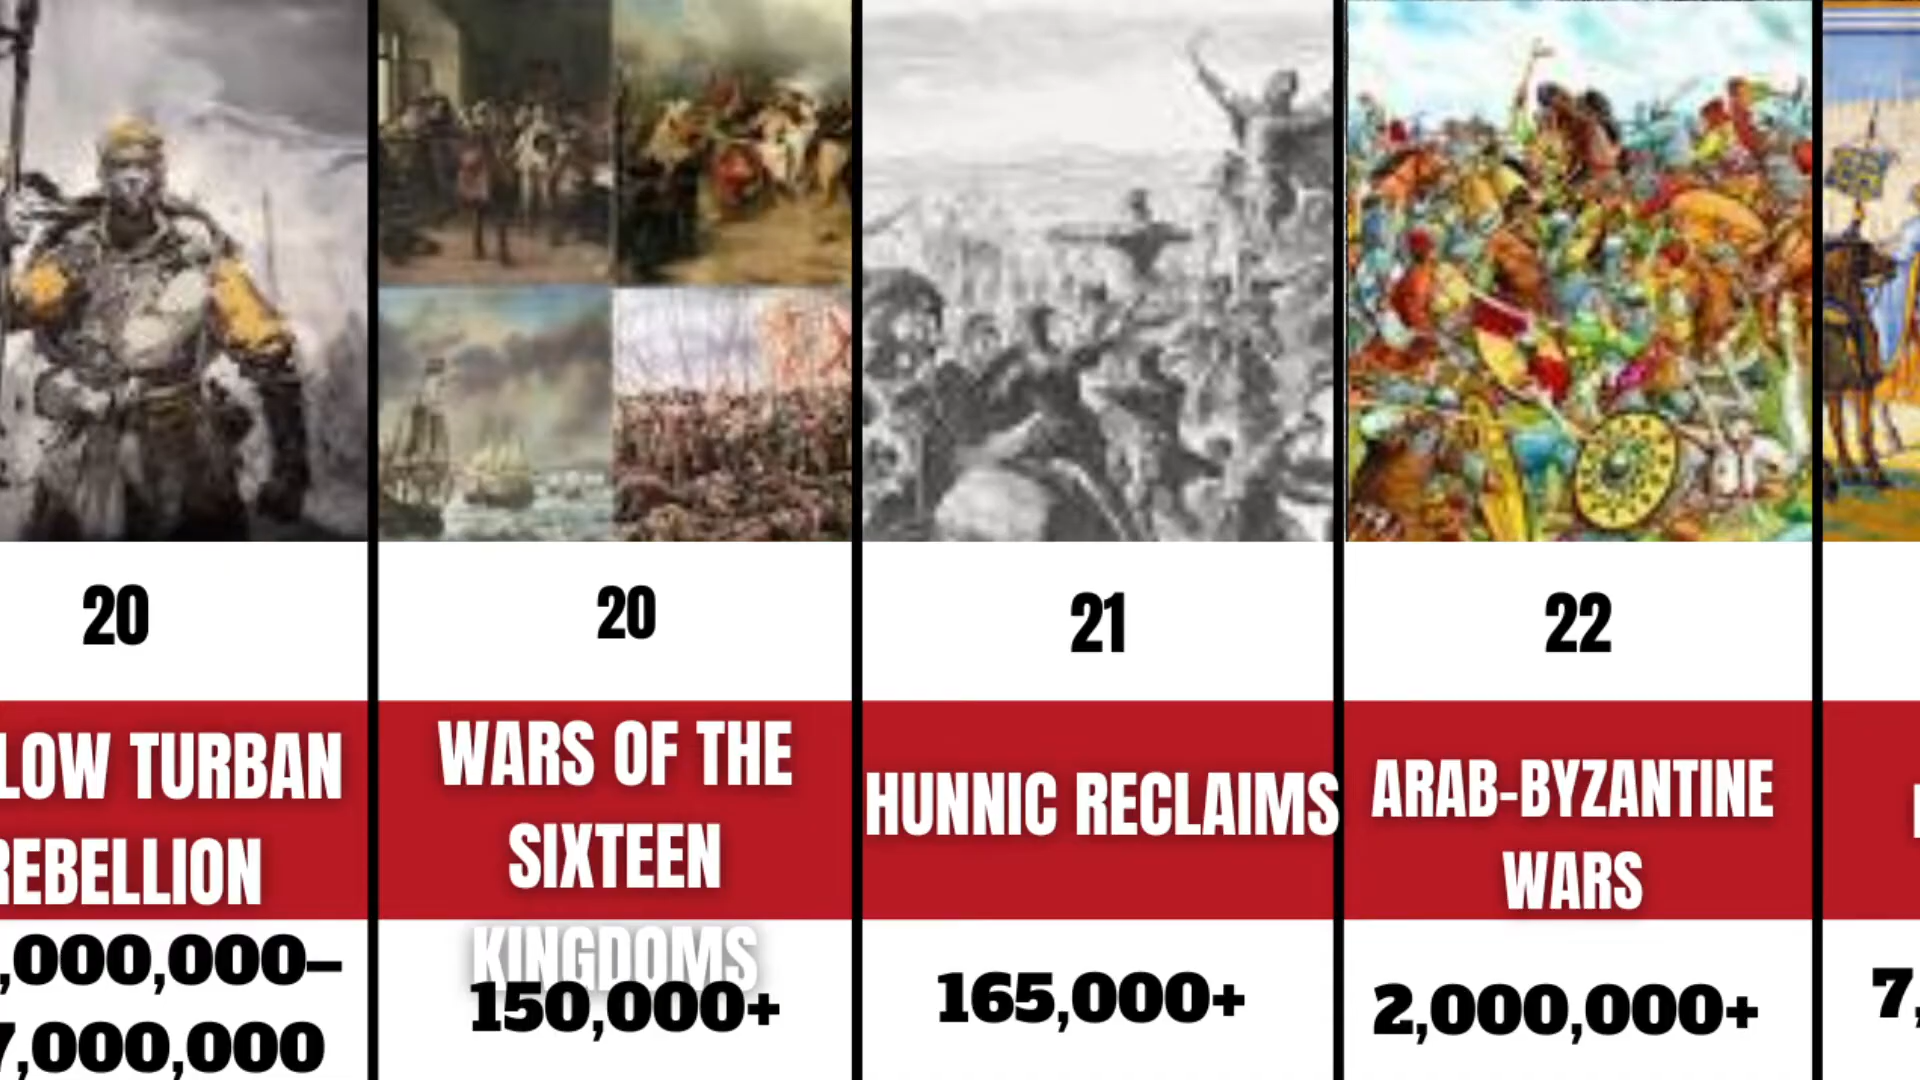 20
LOW TURBAN
REBELLION
,000,000–
7,000,000
20
WARS OF THE
SIXTEEN
KINGDOMS
150,000+
21
HUNNIC RECLAIMS
165,000+
22
ARAB-BYZANTINE
WARS
2,000,000+
7,